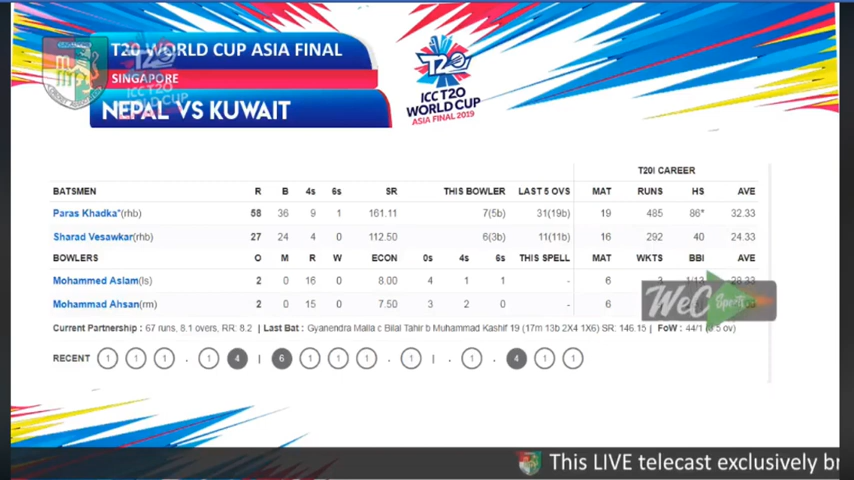 T20 WORLD CUP ASIA FINAL
SINGAPORE
NEPAL VS KUWAIT
ICC T20
WORLD CUP
ASIA FINAL 2019
T20I CAREER
BATSMEN R B 4s 6s SR THIS BOWLER LAST 5 OVS MAT RUNS HS AVE
Paras Khadka*(rhb) 58 36 9 1 161.11 7(5b) 31(19b) 19 485 86* 32.33
Sharad Vesawkar(rhb) 27 24 4 0 112.50 6(3b) 11(11b) 16 292 40 24.33
BOWLERS O M R W ECON 0s 4s 6s THIS SPELL MAT WKTS BBI AVE
Mohammed Aslam(ls) 2 0 16 0 8.00 4 1 1 - 6
Mohammad Ahsan(rm) 2 0 15 0 7.50 3 2 0 - 6
WeC Sports
Current Partnership : 67 runs, 8.1 overs, RR: 8.2 | Last Bat : Gyanendra Malla c Bilal Tahir b Muhammad Kashif 19 (17m 13b 2X4 1X6) SR: 146.15 | FoW : 44/1 ov)
RECENT 1 1 1 . 1 4 | 6 1 1 1 . 1 | . 1 . 4 1 1
This LIVE telecast exclusively br